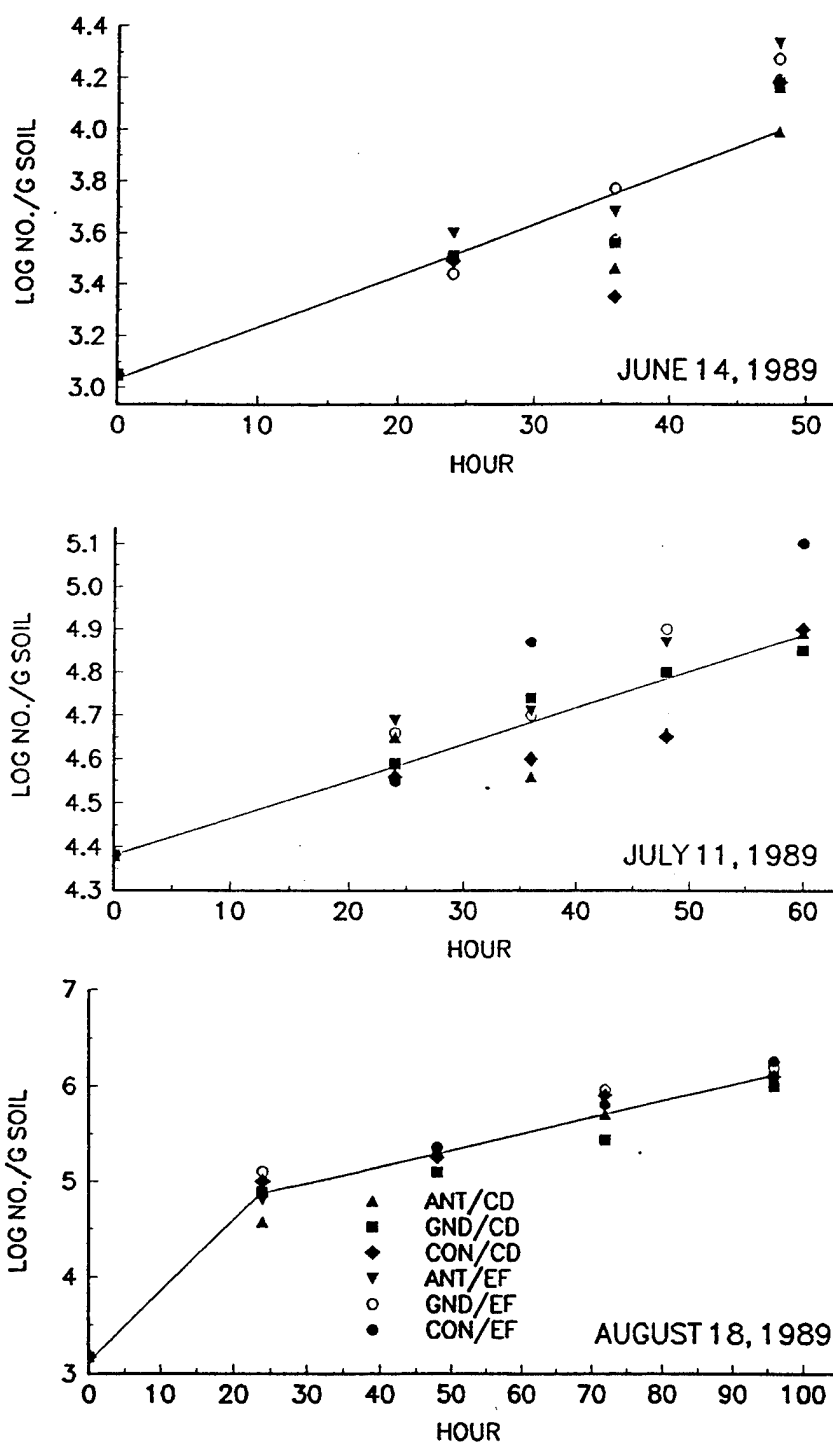 4.4
4.2
4.0
3.8
3.6
3.4
3.2
3.0
LOG NO./G SOIL
JUNE 14, 1989
0 10 20 30 40 50
HOUR
5.1
5.0
4.9
4.8
4.7
4.6
4.5
4.4
4.3
LOG NO./G SOIL
JULY 11, 1989
0 10 20 30 40 50 60
HOUR
7
6
5
4
3
LOG NO./G SOIL
ANT/CD
GND/CD
CON/CD
ANT/EF
GND/EF
CON/EF
AUGUST 18, 1989
0 10 20 30 40 50 60 70 80 90 100
HOUR